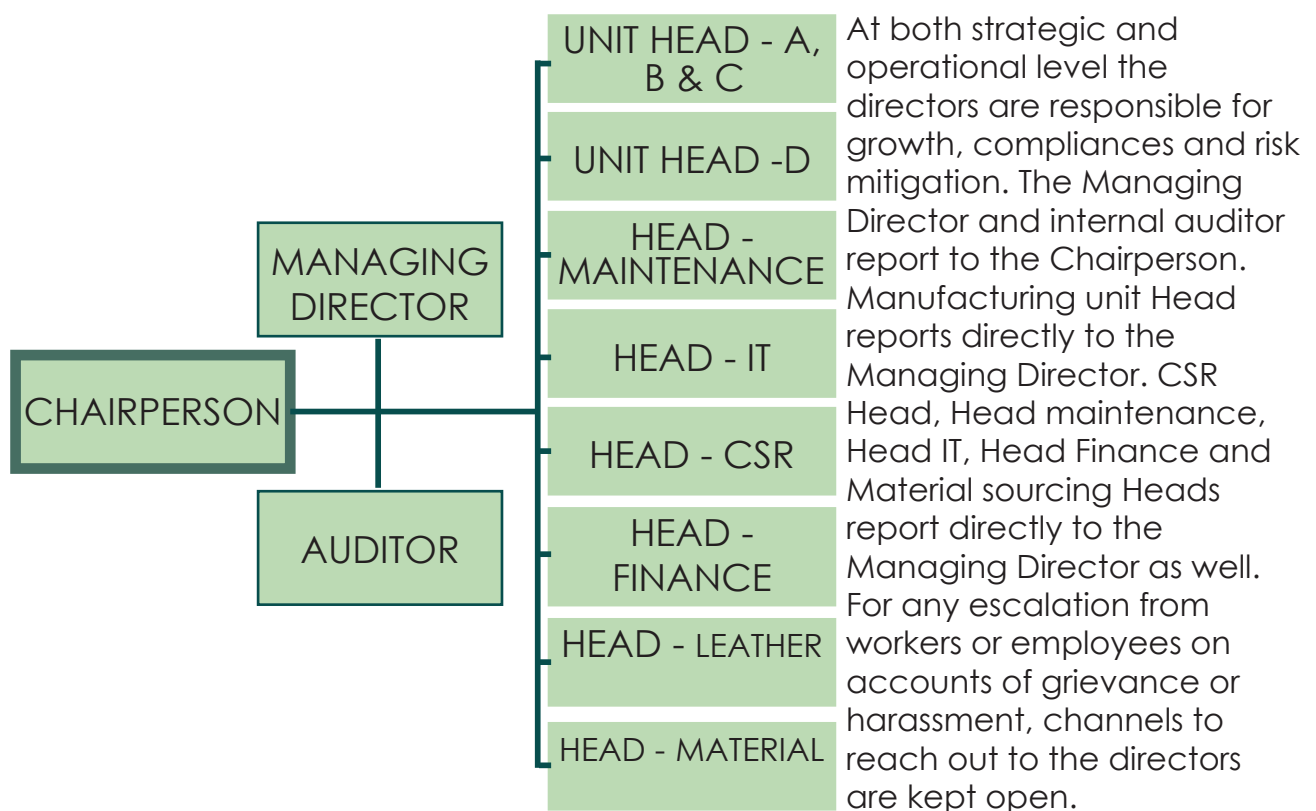 CHAIRPERSON
MANAGING
DIRECTOR
AUDITOR
UNIT HEAD - A,
B & C
UNIT HEAD -D
HEAD -
MAINTENANCE
HEAD - IT
HEAD - CSR
HEAD -
FINANCE
HEAD - LEATHER
HEAD - MATERIAL
At both strategic and
operational level the
directors are responsible for
growth, compliances and risk
mitigation. The Managing
Director and internal auditor
report to the Chairperson.
Manufacturing unit Head
reports directly to the
Managing Director. CSR
Head, Head maintenance,
Head IT, Head Finance and
Material sourcing Heads
report directly to the
Managing Director as well.
For any escalation from
workers or employees on
accounts of grievance or
harassment, channels to
reach out to the directors
are kept open.